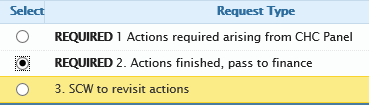 Select Request Type
REQUIRED 1 Actions required arising from CHC Panel
REQUIRED 2. Actions finished, pass to finance
3. SCW to revisit actions